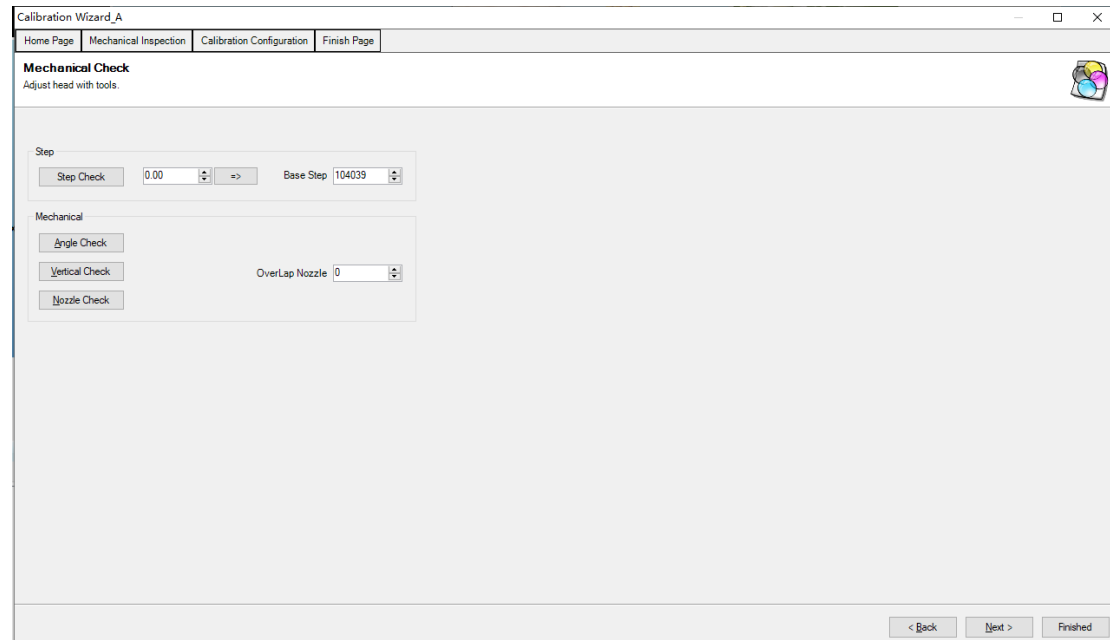 Calibration Wizard_A
Home Page Mechanical Inspection Calibration Configuration Finish Page
Mechanical Check
Adjust head with tools.
Step
Step Check 0.00 => Base Step 104039
Mechanical
Angle Check
Vertical Check OverLap Nozzle 0
Nozzle Check
< Back Next > Finished